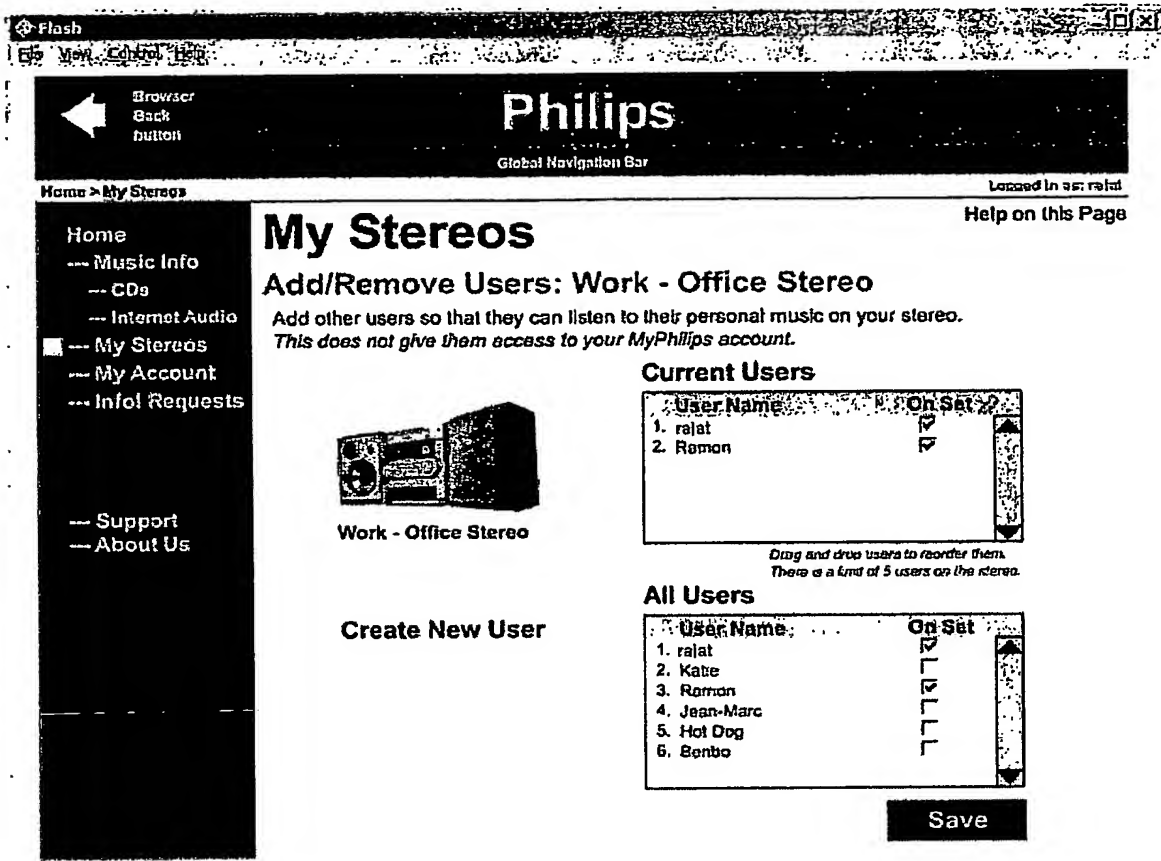 Flash
File View Control Help
Browser
Back
button
Philips
Global Navigation Bar
Home > My Stereos
Logged in as: rajat
Help on this Page
Home
--- Music Info
-- CDs
--- Internet Audio
--- My Stereos
--- My Account
--- Info! Requests
--- Support
--- About Us
My Stereos
Add/Remove Users: Work - Office Stereo
Add other users so that they can listen to their personal music on your stereo.
This does not give them access to your MyPhilips account.
Work - Office Stereo
Create New User
Current Users
User Name On Set
1. rajat
2. Ramon
Drag and drop users to reorder them.
There is a limit of 5 users on the stereo.
All Users
User Name On Set
1. rajat
2. Katie
3. Ramon
4. Jean-Marc
5. Hot Dog
6. Bonbo
Save